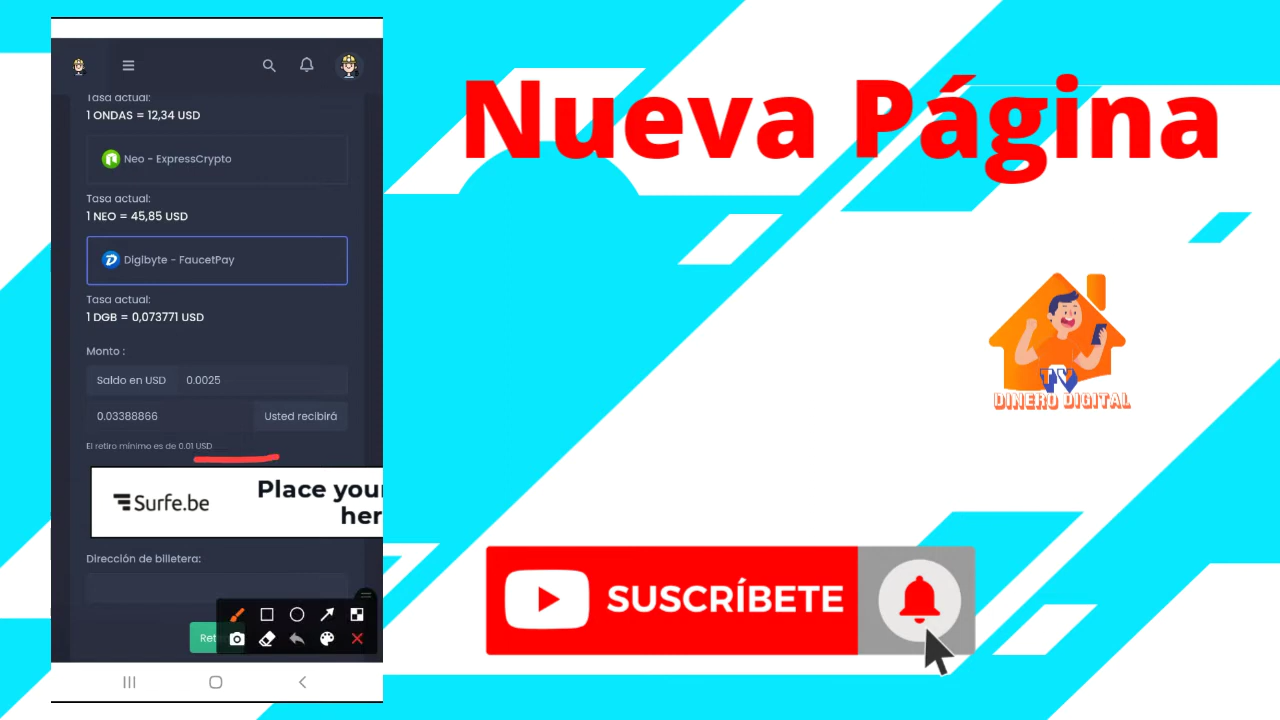 Nueva Página
Tasa actual:
1 ONDAS = 12,34 USD
Neo - ExpressCrypto
Tasa actual:
1 NEO = 45,85 USD
Digibyte - FaucetPay
Tasa actual:
1 DGB = 0,073771 USD
Monto :
Saldo en USD 0.0025
0.03388866 Usted recibirá
El retiro mínimo es de 0.01 USD
Surfe.be
Place your
her
Dirección de billetera:
Ret
TV
DINERO DIGITAL
SUSCRÍBETE